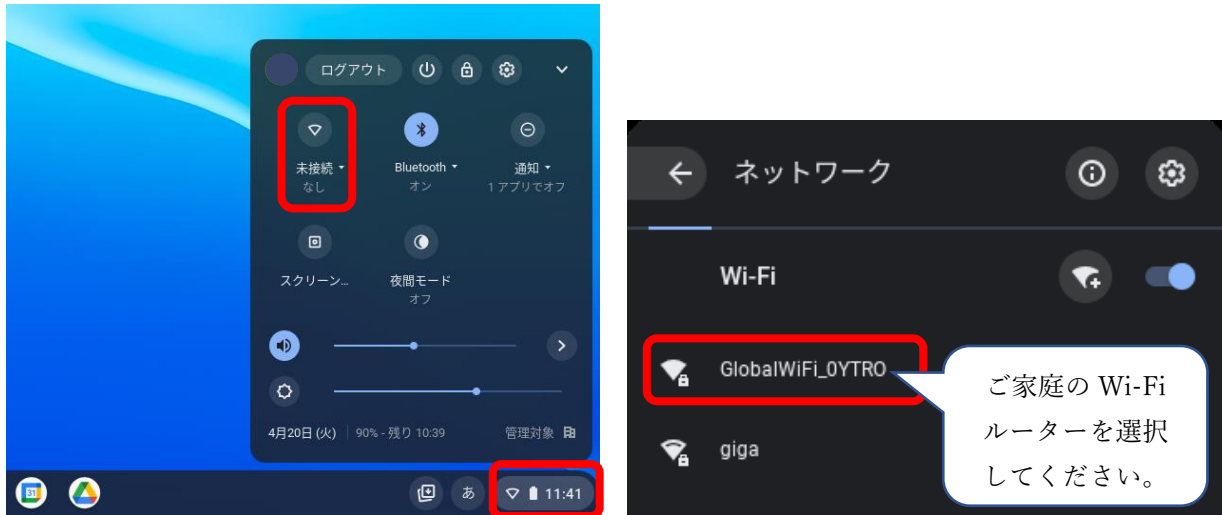 ログアウト
未接続
なし
Bluetooth
オン
通知
1 アプリでオフ
スクリーン…
夜間モード
オフ
4月20日 (火) 90% - 残り 10:39 管理対象
31 あ 11:41
ネットワーク
Wi-Fi
GlobalWiFi_0YTRO
giga
ご家庭の Wi-Fi
ルーターを選択
してください。